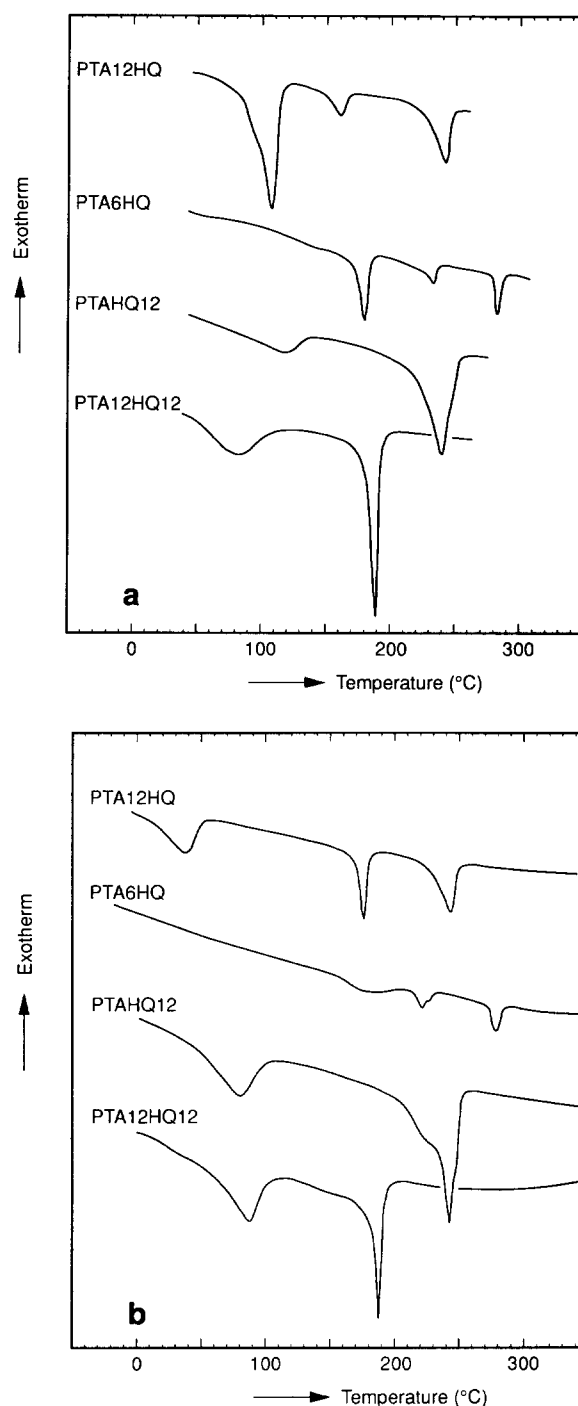 PTA12HQ
PTA6HQ
PTAHQ12
PTA12HQ12
Exotherm
a
0 100 200 300
Temperature (°C)
PTA12HQ
PTA6HQ
PTAHQ12
PTA12HQ12
Exotherm
b
0 100 200 300
Temperature (°C)